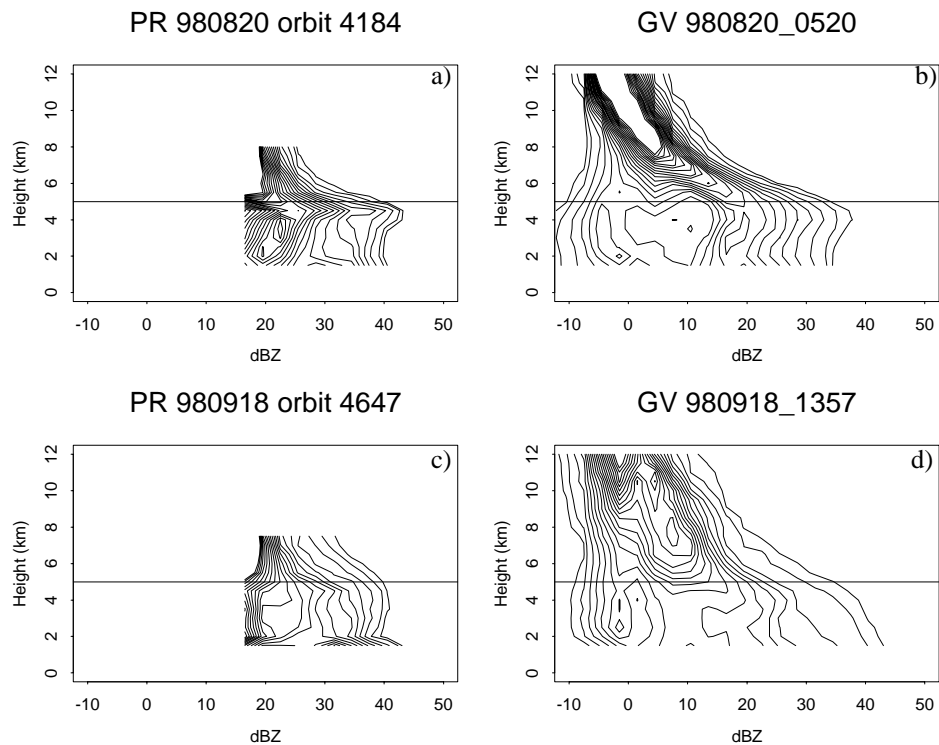 PR 980820 orbit 4184
a)
Height (km)
12
10
8
6
4
2
0
-10 0 10 20 30 40 50
dBZ
GV 980820_0520
b)
Height (km)
12
10
8
6
4
2
0
-10 0 10 20 30 40 50
dBZ
PR 980918 orbit 4647
c)
Height (km)
12
10
8
6
4
2
0
-10 0 10 20 30 40 50
dBZ
GV 980918_1357
d)
Height (km)
12
10
8
6
4
2
0
-10 0 10 20 30 40 50
dBZ